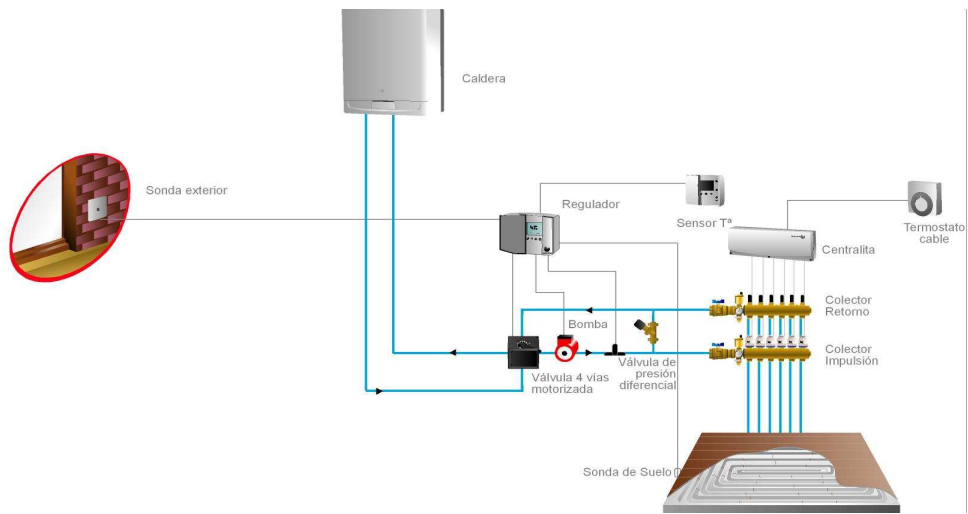 Caldera
Sonda exterior
Regulador
Sensor Tª
Termostato
cable
Centralita
Colector
Retorno
Bomba
Colector
Impulsión
Válvula 4 vías
motorizada
Válvula de
presión
diferencial
Sonda de Suelo